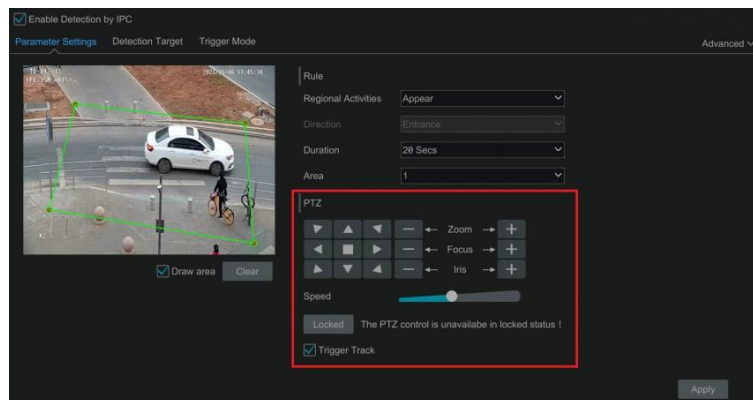 Enable Detection by IPC
Parameter Settings Detection Target Trigger Mode Advanced
Rule
Regional Activities Appear
Direction Entrance
Duration 20 Secs
Area 1
PTZ
Zoom
Focus
Iris
Draw area Clear
Speed
Locked The PTZ control is unavailabe in locked status !
Trigger Track
Apply